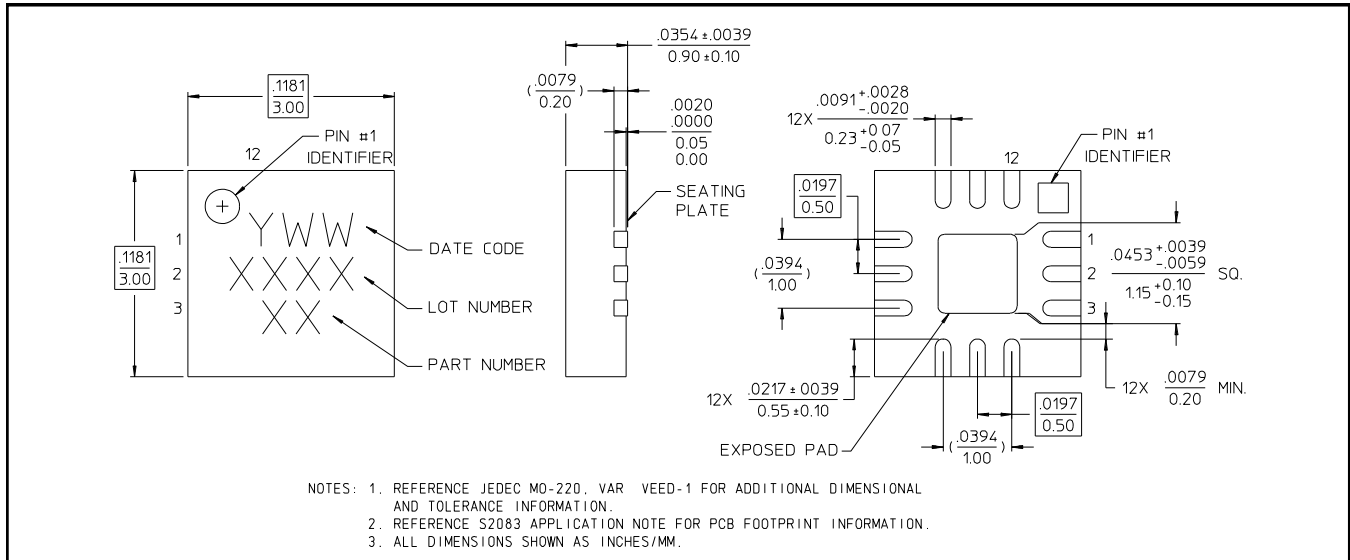 .1181
3.00
PIN #1
IDENTIFIER
12
.1181
3.00
1
2
3
YWW
XXXX
XX
DATE CODE
LOT NUMBER
PART NUMBER
.0354 ±.0039
0.90 ±0.10
(.0079)
0.20
.0020
.0000
0.05
0.00
SEATING
PLATE
12X .0091 +.0028
-.0020
0.23 +0.07
-0.05
12
PIN #1
IDENTIFIER
.0197
0.50
(.0394)
1.00
1
2
3
.0453 +.0039
-.0059
1.15 +0.10
-0.15
SQ.
12X .0217 ±.0039
0.55 ±0.10
12X .0079 MIN.
0.20
.0197
0.50
(.0394)
1.00
EXPOSED PAD
NOTES: 1. REFERENCE JEDEC MO-220, VAR VEED-1 FOR ADDITIONAL DIMENSIONAL
AND TOLERANCE INFORMATION.
2. REFERENCE S2083 APPLICATION NOTE FOR PCB FOOTPRINT INFORMATION.
3. ALL DIMENSIONS SHOWN AS INCHES/MM.